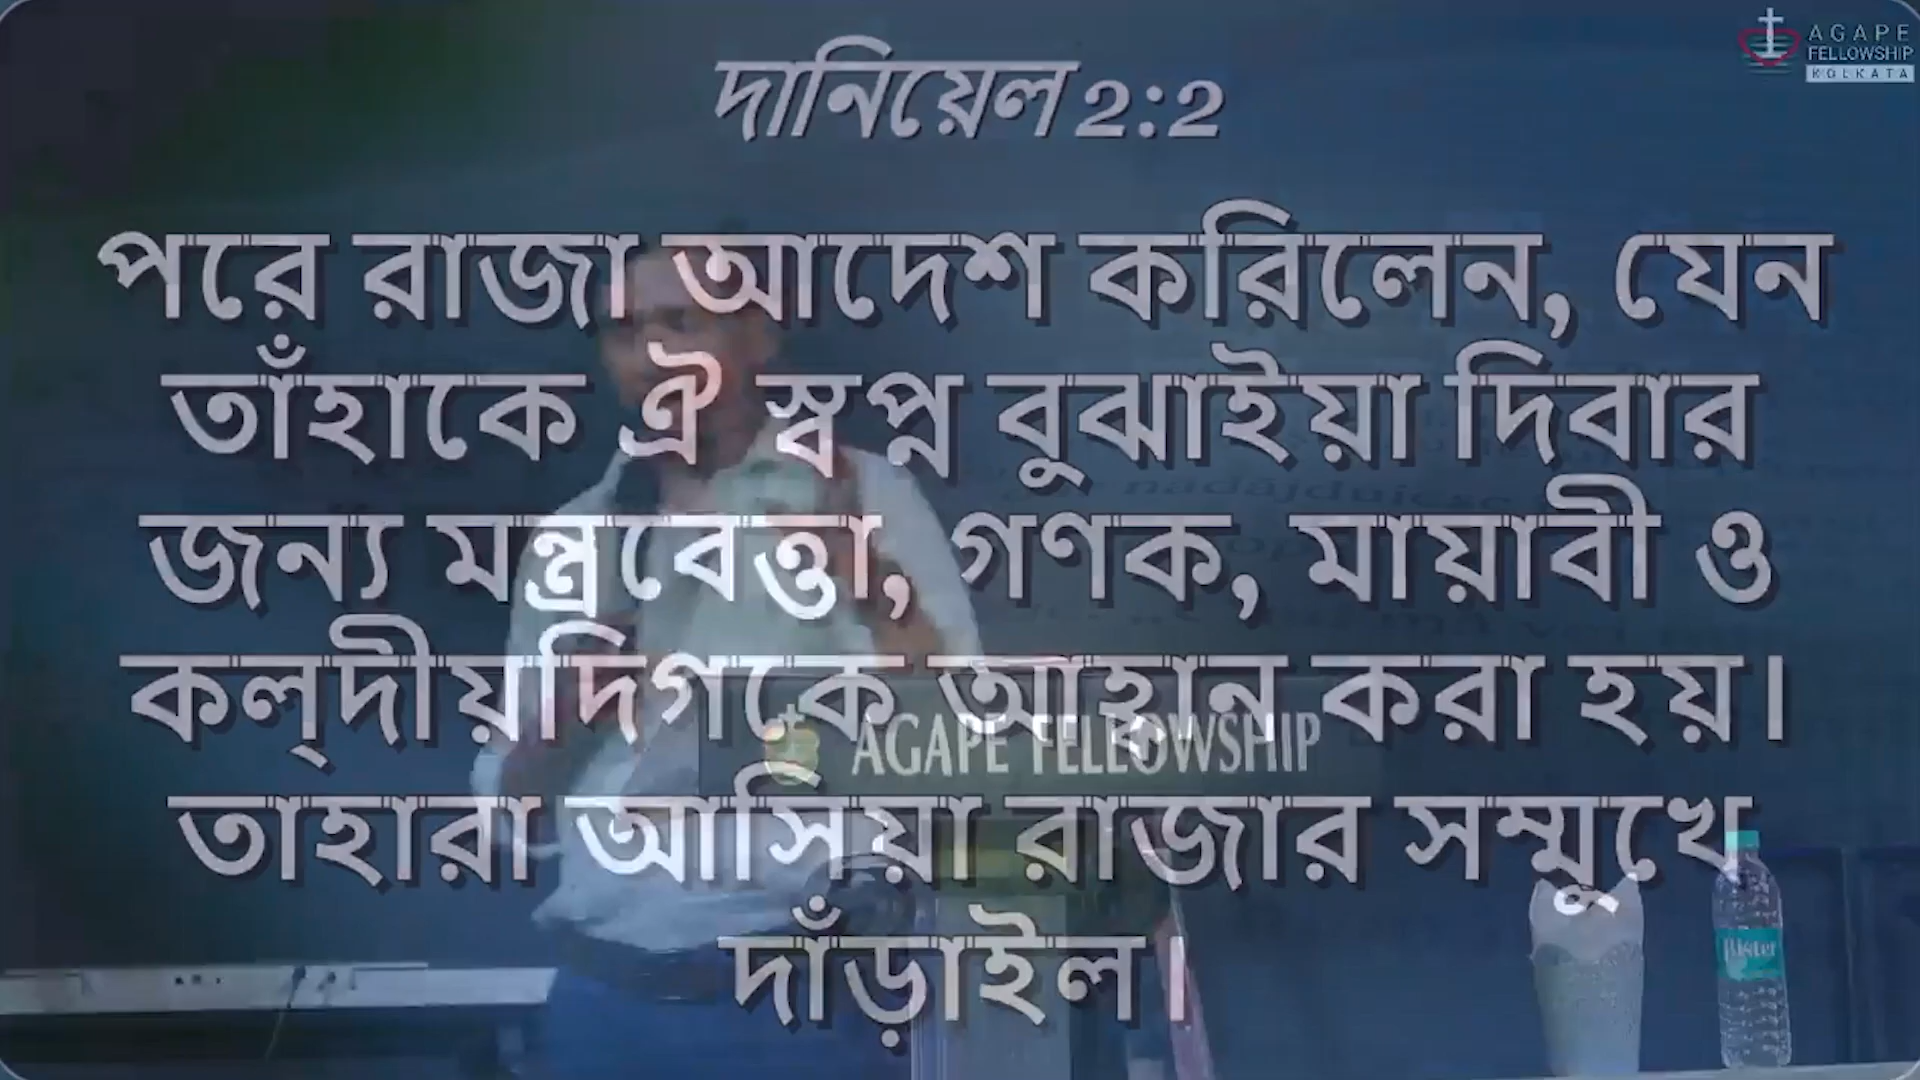 AGAPE
FELLOWSHIP
KOLKATA
দানিয়েল 2:2
পরে রাজা আদেশ করিলেন, যেন
তাঁহাকে ঐ স্বপ্ন বুঝাইয়া দিবার
জন্য মন্ত্রবেত্তা, গণক, মায়াবী ও
কল্‌দীয়দিগকে আহ্বান করা হয়।
তাহারা আসিয়া রাজার সম্মুখে
দাঁড়াইল।
AGAPE FELLOWSHIP